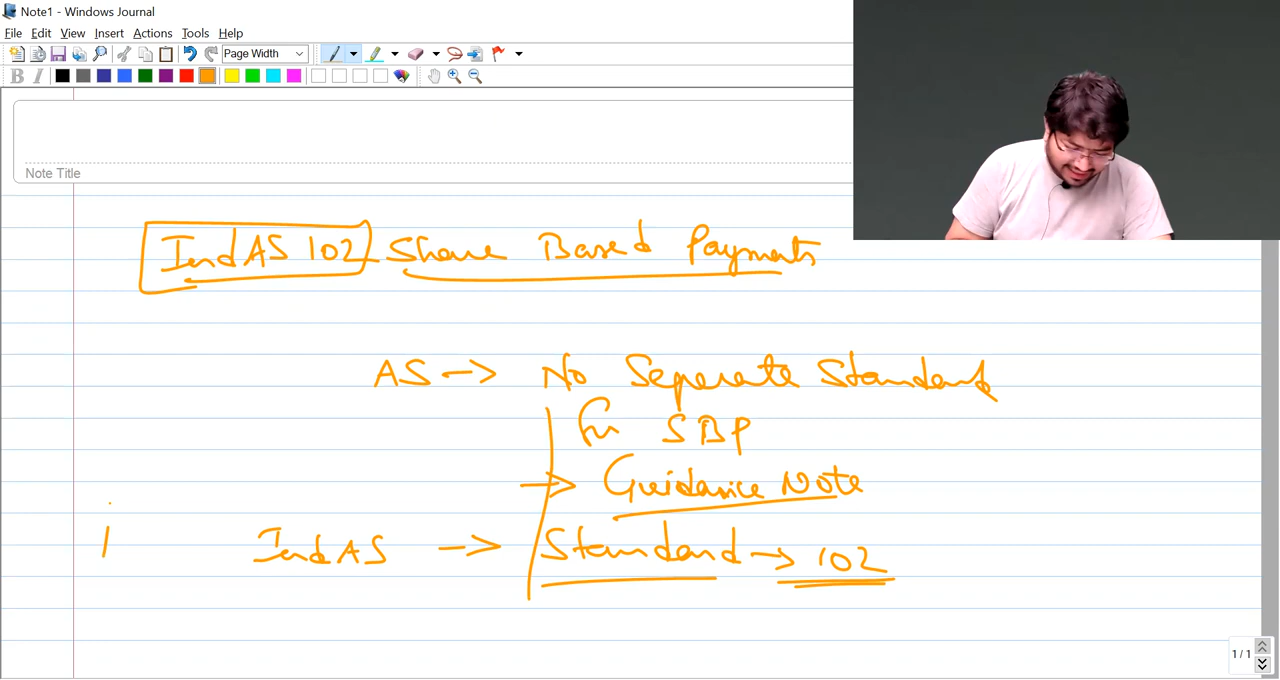 Note1 - Windows Journal
File Edit View Insert Actions Tools Help
Page Width
B I
Note Title
IndAS 102 - Share Based Payments
AS -> No Seperate Standard
for SBP
-> Guidance Note
IndAS -> Standard -> 102
1 / 1